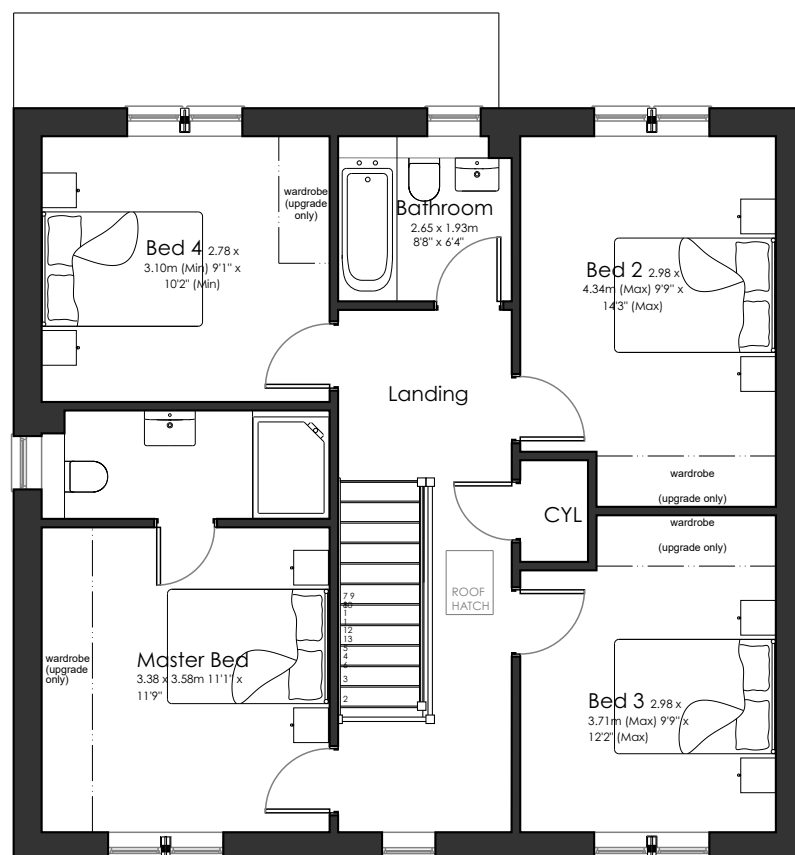 wardrobe
(upgrade
only)
Bathroom
2.65 x 1.93m
8'8" x 6'4"
Bed 4 2.78 x
3.10m (Min) 9'1" x
10'2" (Min)
Bed 2 2.98 x
4.34m (Max) 9'9" x
14'3" (Max)
Landing
wardrobe
(upgrade only)
CYL
wardrobe
(upgrade only)
ROOF
HATCH
wardrobe
(upgrade
only)
Master Bed
3.38 x 3.58m 11'1" x
11'9"
12
13
3
2
Bed 3 2.98 x
3.71m (Max) 9'9" x
12'2" (Max)